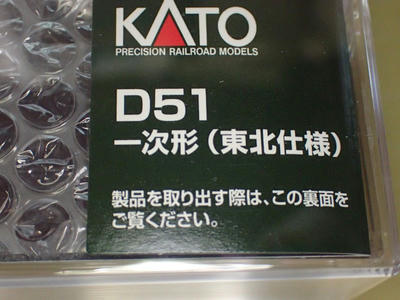 KATO
PRECISION RAILROAD MODELS
D51
一次形（東北仕様）
製品を取り出す際は、この裏面を
ご覧ください。